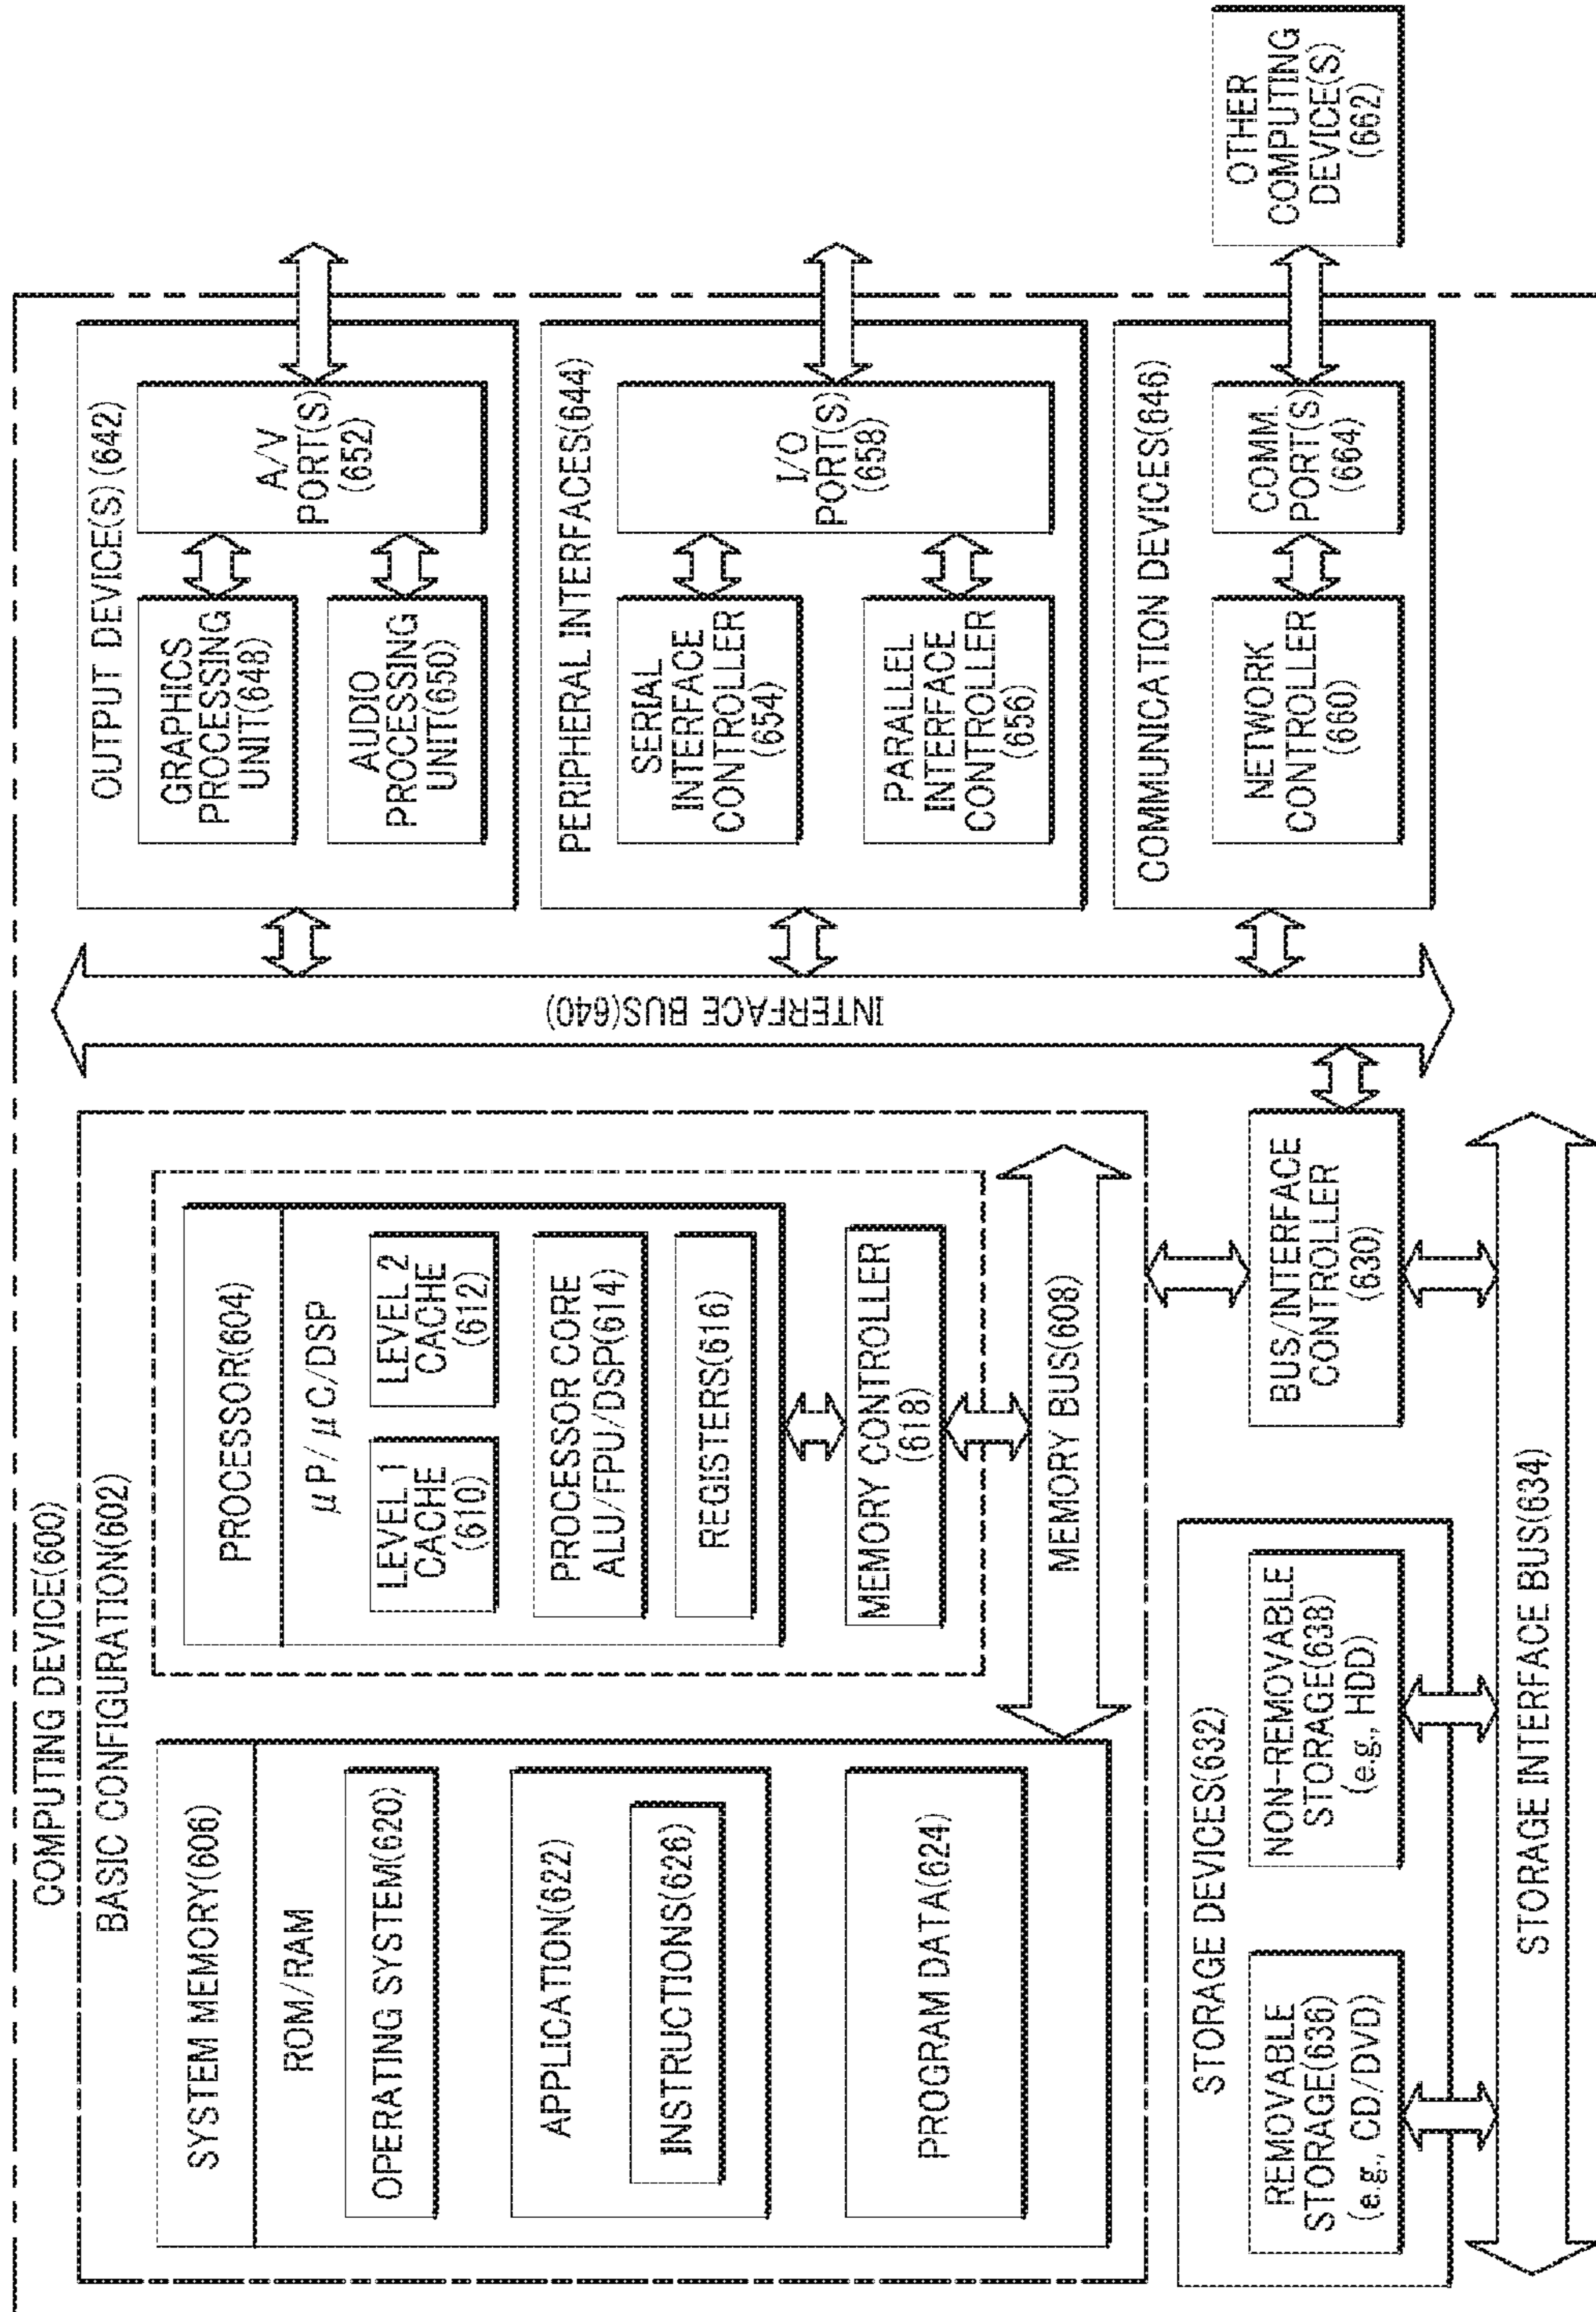 COMPUTING DEVICE(600)
BASIC CONFIGURATION(602)
SYSTEM MEMORY(606)
ROM/RAM
OPERATING SYSTEM(620)
APPLICATION(622)
INSTRUCTIONS(626)
PROGRAM DATA(624)
PROCESSOR(604)
μP/μC/DSP
LEVEL 1
CACHE
(610)
LEVEL 2
CACHE
(612)
PROCESSOR CORE
ALU/FPU/DSP(614)
REGISTERS(616)
MEMORY CONTROLLER
(618)
MEMORY BUS(608)
BUS/INTERFACE
CONTROLLER
(630)
STORAGE DEVICES(632)
REMOVABLE
STORAGE(636)
(e.g., CD/DVD)
NON-REMOVABLE
STORAGE(638)
(e.g., HDD)
STORAGE INTERFACE BUS(634)
INTERFACE BUS(640)
OUTPUT DEVICE(S)(642)
GRAPHICS
PROCESSING
UNIT(648)
AUDIO
PROCESSING
UNIT(650)
A/V
PORT(S)
(652)
PERIPHERAL INTERFACES(644)
SERIAL
INTERFACE
CONTROLLER
(654)
PARALLEL
INTERFACE
CONTROLLER
(656)
I/O
PORT(S)
(658)
COMMUNICATION DEVICES(646)
NETWORK
CONTROLLER
(660)
COMM.
PORT(S)
(664)
OTHER
COMPUTING
DEVICE(S)
(662)